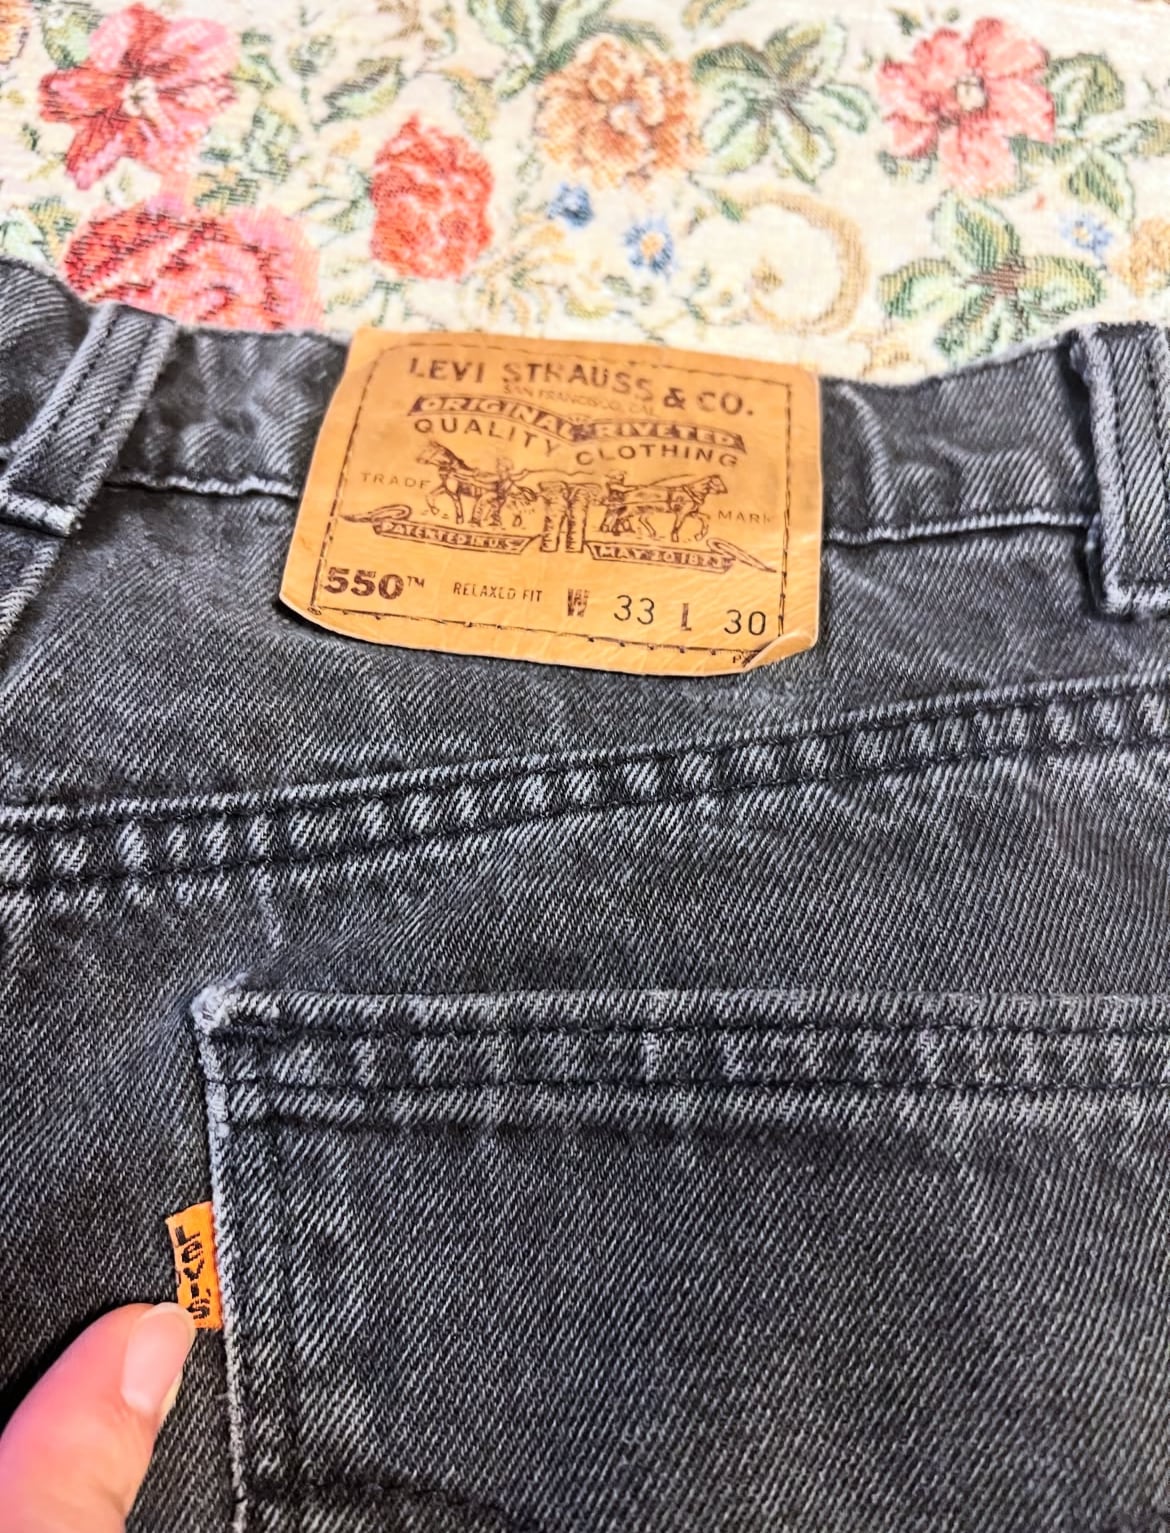 LEVI STRAUSS & CO.
SAN FRANCISCO, CAL.
ORIGINAL RIVETED
QUALITY CLOTHING
TRADE MARK
PATENTED IN U.S. MAY 20 1873
550™ RELAXED FIT W 33 L 30
Levi's